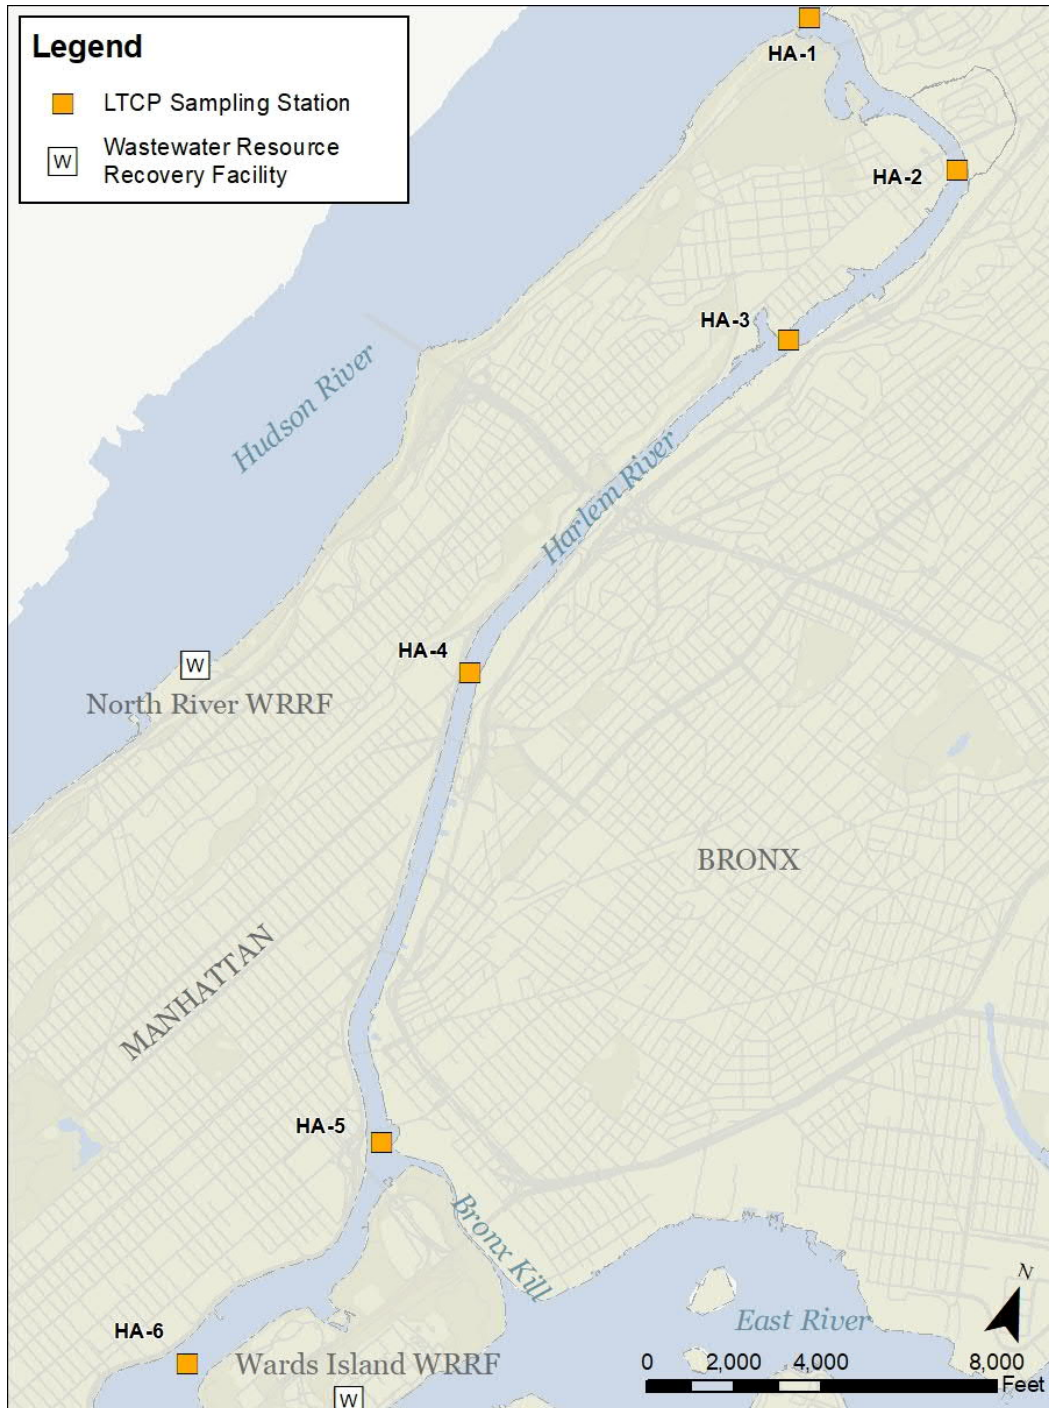 Legend
LTCP Sampling Station
W
Wastewater Resource
Recovery Facility
HA-1
HA-2
HA-3
Hudson River
Harlem River
HA-4
W
North River WRRF
BRONX
MANHATTAN
HA-5
Bronx Kill
N
East River
HA-6
Wards Island WRRF
W
0 2,000 4,000 8,000
Feet